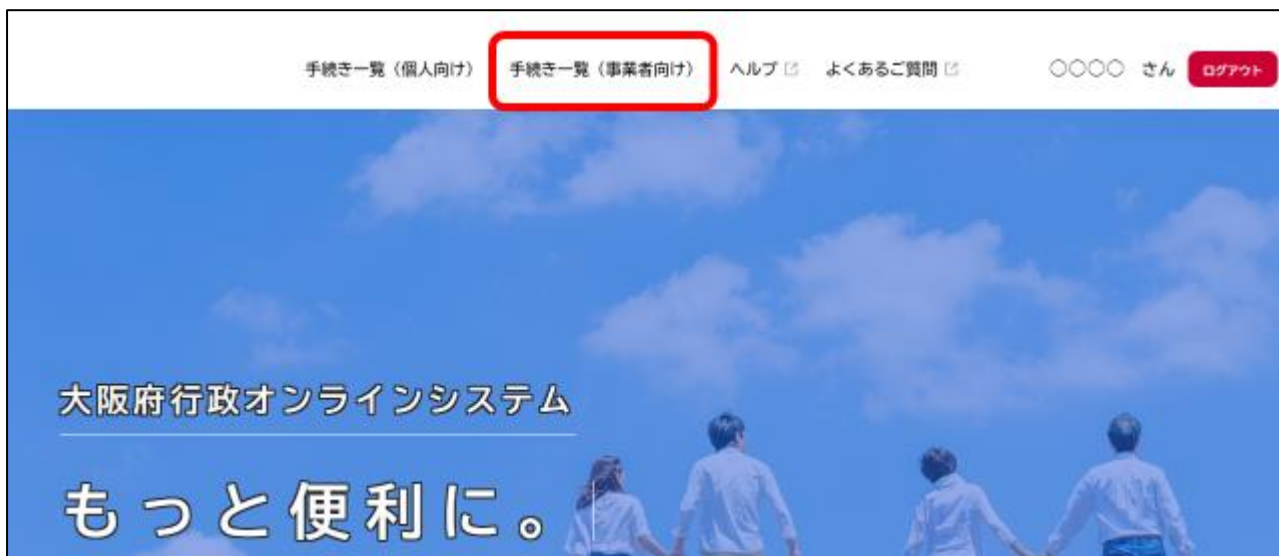 手続き一覧（個人向け） 手続き一覧（事業者向け） ヘルプ よくあるご質問 〇〇〇〇 さん ログアウト
大阪府行政オンラインシステム
もっと便利に。